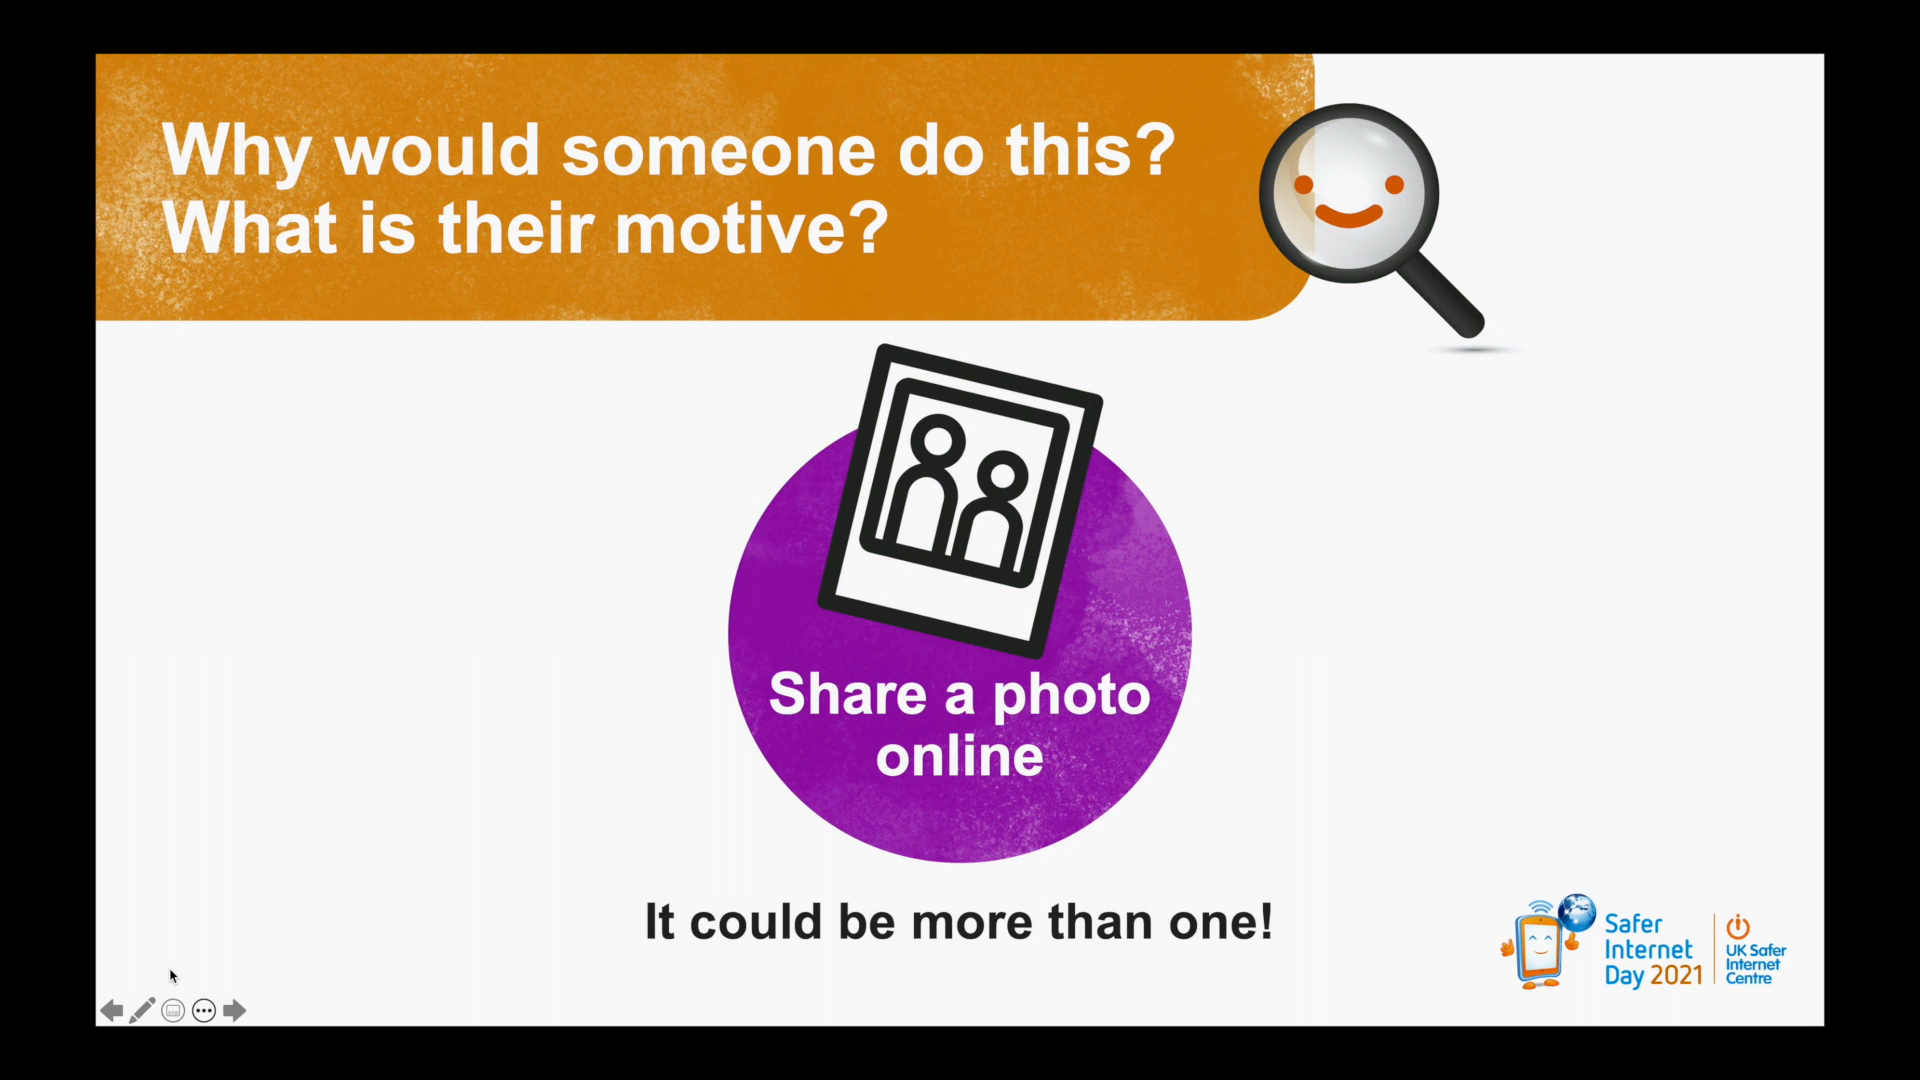 Why would someone do this?
What is their motive?
Share a photo
online
It could be more than one!
Safer
Internet
Day 2021
UK Safer
Internet
Centre